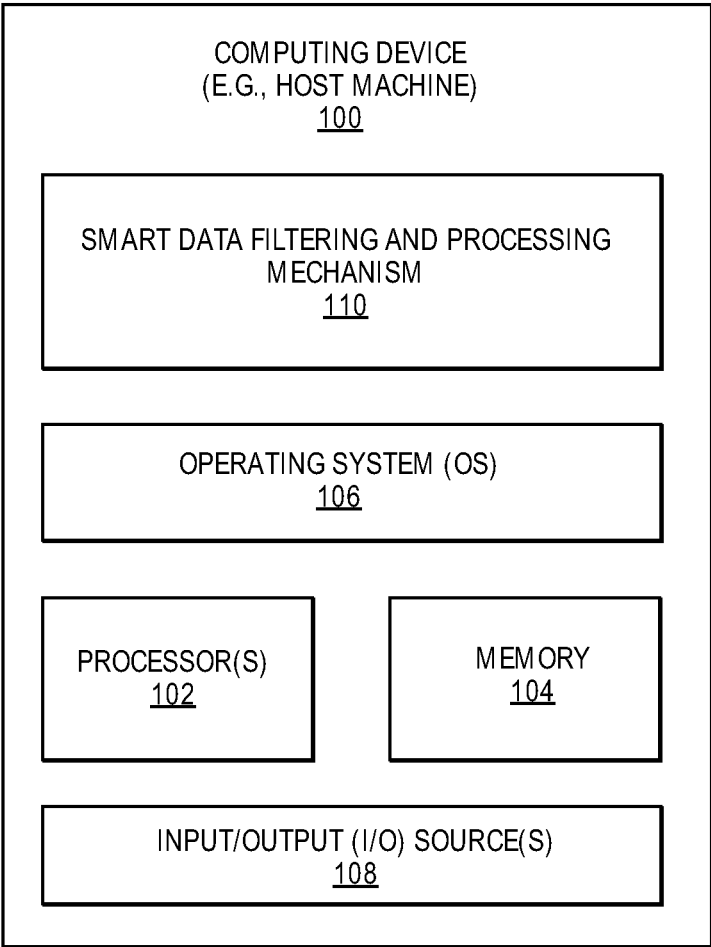 COMPUTING DEVICE
(E.G., HOST MACHINE)
100
SMART DATA FILTERING AND PROCESSING
MECHANISM
110
OPERATING SYSTEM (OS)
106
PROCESSOR(S)
102
MEMORY
104
INPUT/OUTPUT (I/O) SOURCE(S)
108